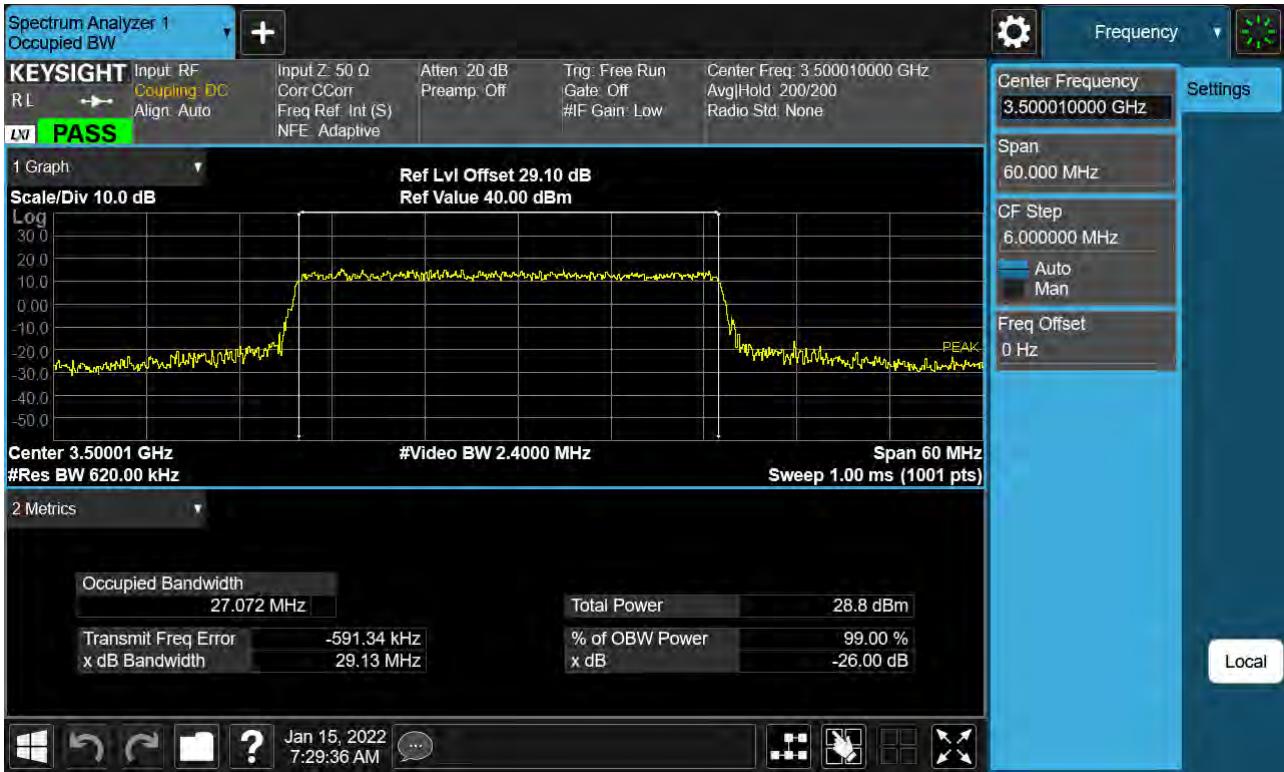 Spectrum Analyzer 1
Occupied BW
Frequency
KEYSIGHT
RL
LXI
PASS
Input: RF
Coupling: DC
Align: Auto
Input Z: 50 Ω
Corr CCorr
Freq Ref: Int (S)
NFE: Adaptive
Atten: 20 dB
Preamp: Off
Trig: Free Run
Gate: Off
#IF Gain: Low
Center Freq: 3.500010000 GHz
Avg|Hold: 200/200
Radio Std: None
Center Frequency
3.500010000 GHz
Settings
Span
60.000 MHz
CF Step
6.000000 MHz
Auto
Man
Freq Offset
0 Hz
Local
1 Graph
Scale/Div 10.0 dB
Ref Lvl Offset 29.10 dB
Ref Value 40.00 dBm
Log
30.0
20.0
10.0
0.00
-10.0
-20.0
-30.0
-40.0
-50.0
PEAK
Center 3.50001 GHz
#Video BW 2.4000 MHz
Span 60 MHz
#Res BW 620.00 kHz
Sweep 1.00 ms (1001 pts)
2 Metrics
Occupied Bandwidth
27.072 MHz
Total Power 28.8 dBm
Transmit Freq Error -591.34 kHz
% of OBW Power 99.00 %
x dB Bandwidth 29.13 MHz
x dB -26.00 dB
?
Jan 15, 2022
7:29:36 AM